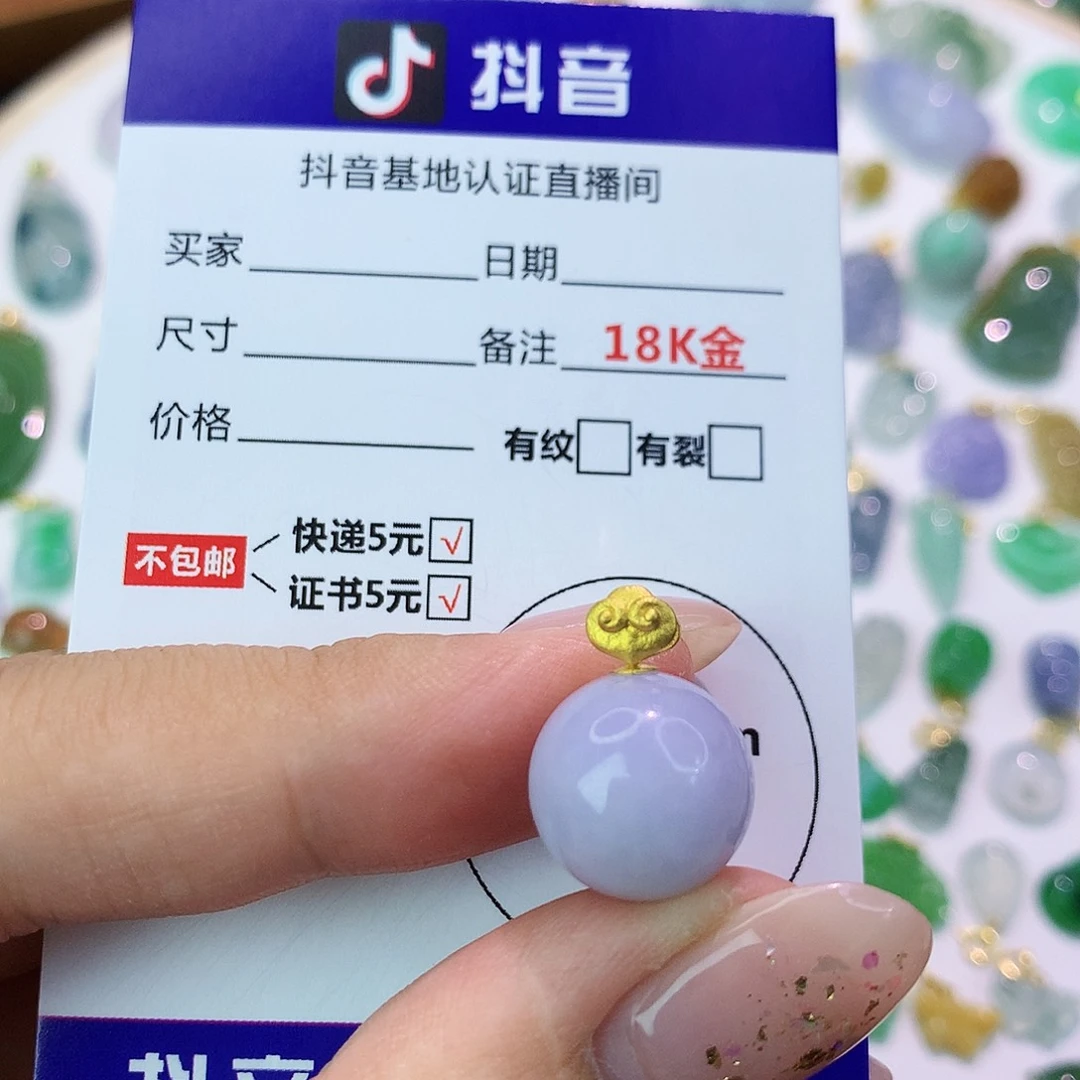 抖音
抖音基地认证直播间
买家 日期
尺寸 备注 18K金
价格 有纹 有裂
不包邮 快递5元 √
证书5元 √
抖音